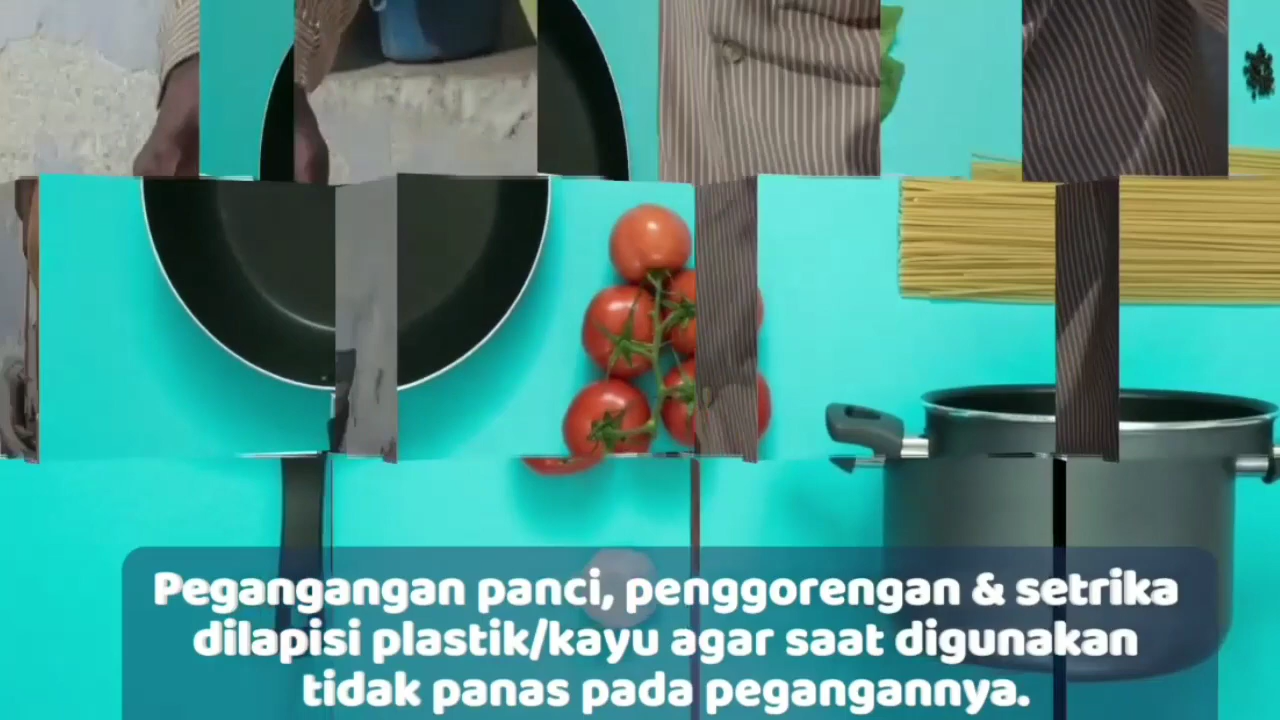 Pegangangan panci, penggorengan & setrika
dilapisi plastik/kayu agar saat digunakan
tidak panas pada pegangannya.